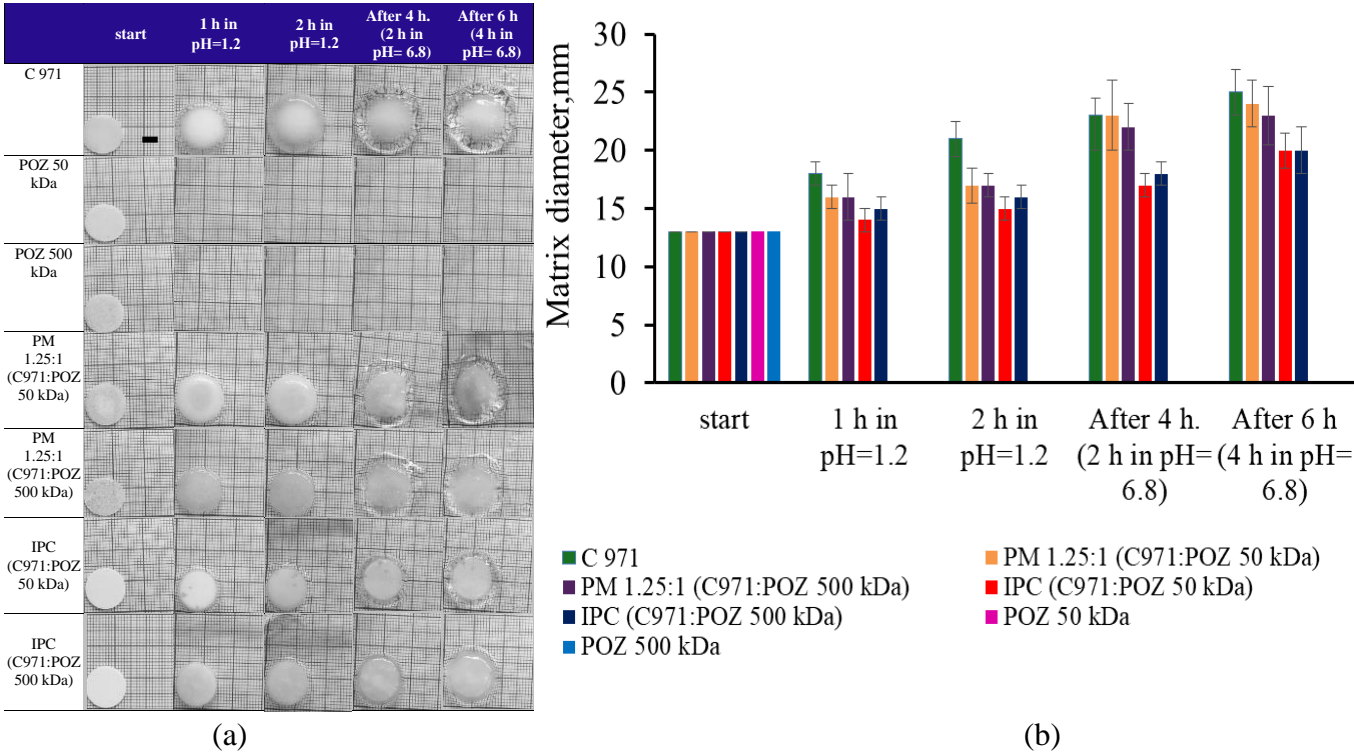 start
1 h in
pH=1.2
2 h in
pH=1.2
After 4 h.
(2 h in
pH= 6.8)
After 6 h
(4 h in
pH= 6.8)
C 971
POZ 50
kDa
POZ 500
kDa
PM
1.25:1
(C971:POZ
50 kDa)
PM
1.25:1
(C971:POZ
500 kDa)
IPC
(C971:POZ
50 kDa)
IPC
(C971:POZ
500 kDa)
(a)
Matrix diameter,mm
30
25
20
15
10
5
0
start
1 h in
pH=1.2
2 h in
pH=1.2
After 4 h.
(2 h in pH=
6.8)
After 6 h
(4 h in pH=
6.8)
C 971
PM 1.25:1 (C971:POZ 50 kDa)
PM 1.25:1 (C971:POZ 500 kDa)
IPC (C971:POZ 50 kDa)
IPC (C971:POZ 500 kDa)
POZ 50 kDa
POZ 500 kDa
(b)